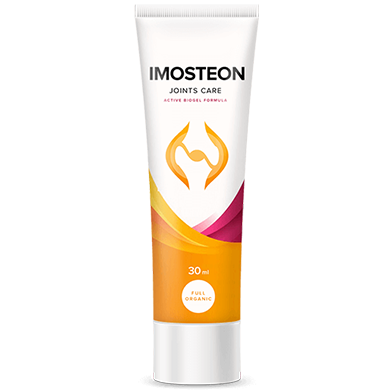 IMOSTEON
JOINTS CARE
ACTIVE BIOGEL FORMULA
30 ml
FULL
ORGANIC